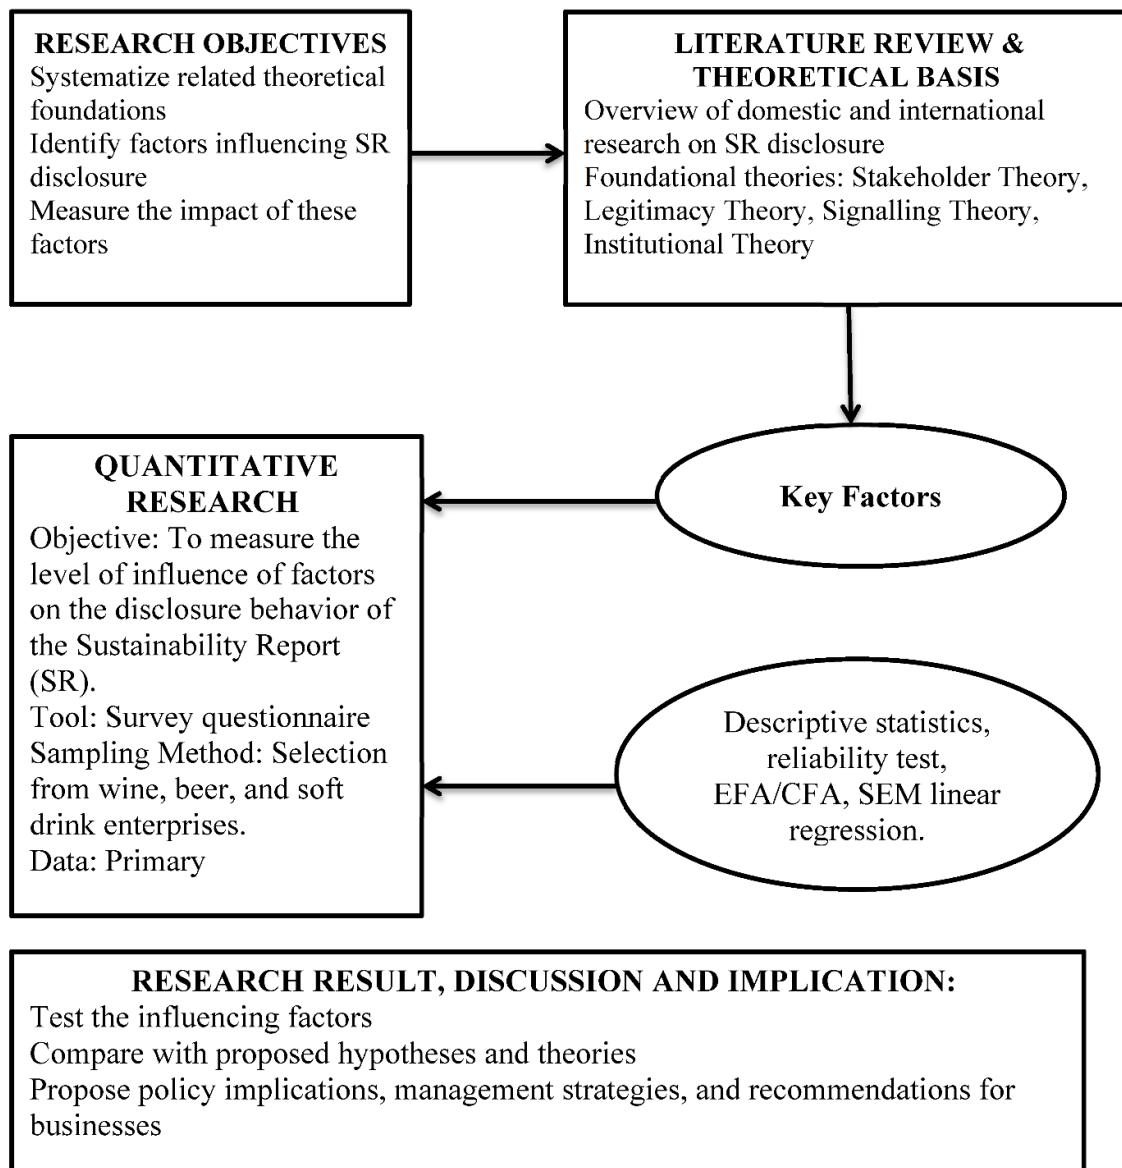 RESEARCH OBJECTIVES
Systematize related theoretical
foundations
Identify factors influencing SR
disclosure
Measure the impact of these
factors
LITERATURE REVIEW &
THEORETICAL BASIS
Overview of domestic and international
research on SR disclosure
Foundational theories: Stakeholder Theory,
Legitimacy Theory, Signalling Theory,
Institutional Theory
Key Factors
QUANTITATIVE
RESEARCH
Objective: To measure the
level of influence of factors
on the disclosure behavior of
the Sustainability Report
(SR).
Tool: Survey questionnaire
Sampling Method: Selection
from wine, beer, and soft
drink enterprises.
Data: Primary
Descriptive statistics,
reliability test,
EFA/CFA, SEM linear
regression.
RESEARCH RESULT, DISCUSSION AND IMPLICATION:
Test the influencing factors
Compare with proposed hypotheses and theories
Propose policy implications, management strategies, and recommendations for
businesses